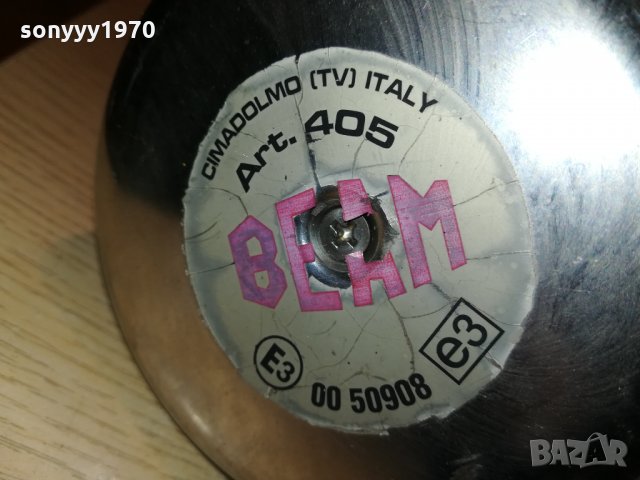 sonyyy1970
CIMADOLMO (TV) ITALY
Art. 405
BEAM
E3
00 50908
e3
BAZAR